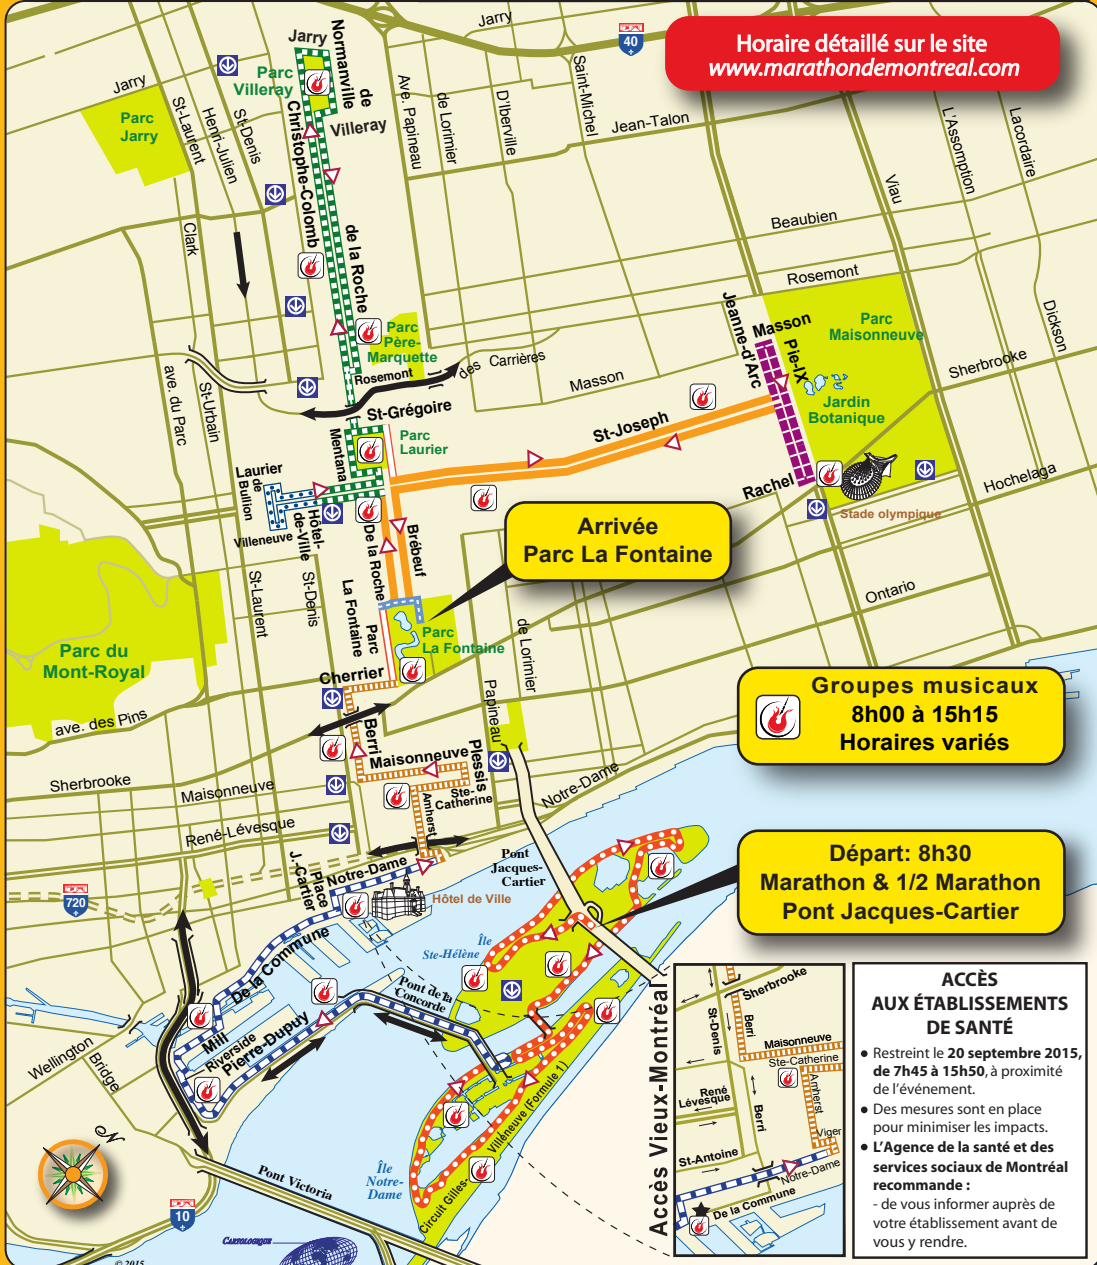 Horaire détaillé sur le site
www.marathondemontreal.com
Jarry
40
Jarry
Normanville
Parc
Villeray
de
Villeray
Christophe-Colomb
Jarry
Parc
Jarry
St-Laurent
Henri-Julien
St-Denis
Ave. Papineau
de Lorimier
D'Iberville
Saint-Michel
Jean-Talon
L'Assomption
Lacordaire
Viau
Clark
de la Roche
Beaubien
Rosemont
Jeanne-d'Arc
Masson
Pie-IX
Parc
Maisonneuve
Dickson
Sherbrooke
Jardin
Botanique
Parc
Père-
Marquette
des
Carrières
Rosemont
Masson
ave. du Parc
St-Urbain
St-Grégoire
Mentana
Parc
Laurier
St-Joseph
Laurier
de
Bullion
Villeneuve
Hôtel-
de-Ville
De la Roche
Brébeuf
Rachel
Stade olympique
Hochelaga
Arrivée
Parc La Fontaine
Ontario
St-Laurent
St-Denis
Parc
La Fontaine
Parc
La Fontaine
de Lorimier
Parc du
Mont-Royal
Cherrier
Papineau
ave. des Pins
Berri
Groupes musicaux
8h00 à 15h15
Horaires variés
Sherbrooke
Maisonneuve
Maisonneuve
Plessis
Ste-
Catherine
Amherst
Notre-Dame
René-Lévesque
Place
J.-Cartier
Notre-Dame
Pont
Jacques-
Cartier
Départ: 8h30
Marathon & 1/2 Marathon
Pont Jacques-Cartier
720
Hôtel de Ville
De la Commune
Île
Ste-Hélène
Pont de la
Concorde
Mill
Riverside
Pierre-Dupuy
Wellington
Bridge
N
Pont Victoria
10
Île
Notre-
Dame
Circuit Gilles-
Villeneuve (Formule 1)
CARTOLOGIQUE
© 2015
Accès Vieux-Montréal
Sherbrooke
St-Denis
Berri
Maisonneuve
Ste-Catherine
Amherst
René
Lévesque
Berri
Viger
St-Antoine
Notre-Dame
De la Commune
ACCÈS
AUX ÉTABLISSEMENTS
DE SANTÉ
● Restreint le 20 septembre 2015,
de 7h45 à 15h50, à proximité
de l'événement.
● Des mesures sont en place
pour minimiser les impacts.
● L'Agence de la santé et des
services sociaux de Montréal
recommande :
- de vous informer auprès de
votre établissement avant de
vous y rendre.